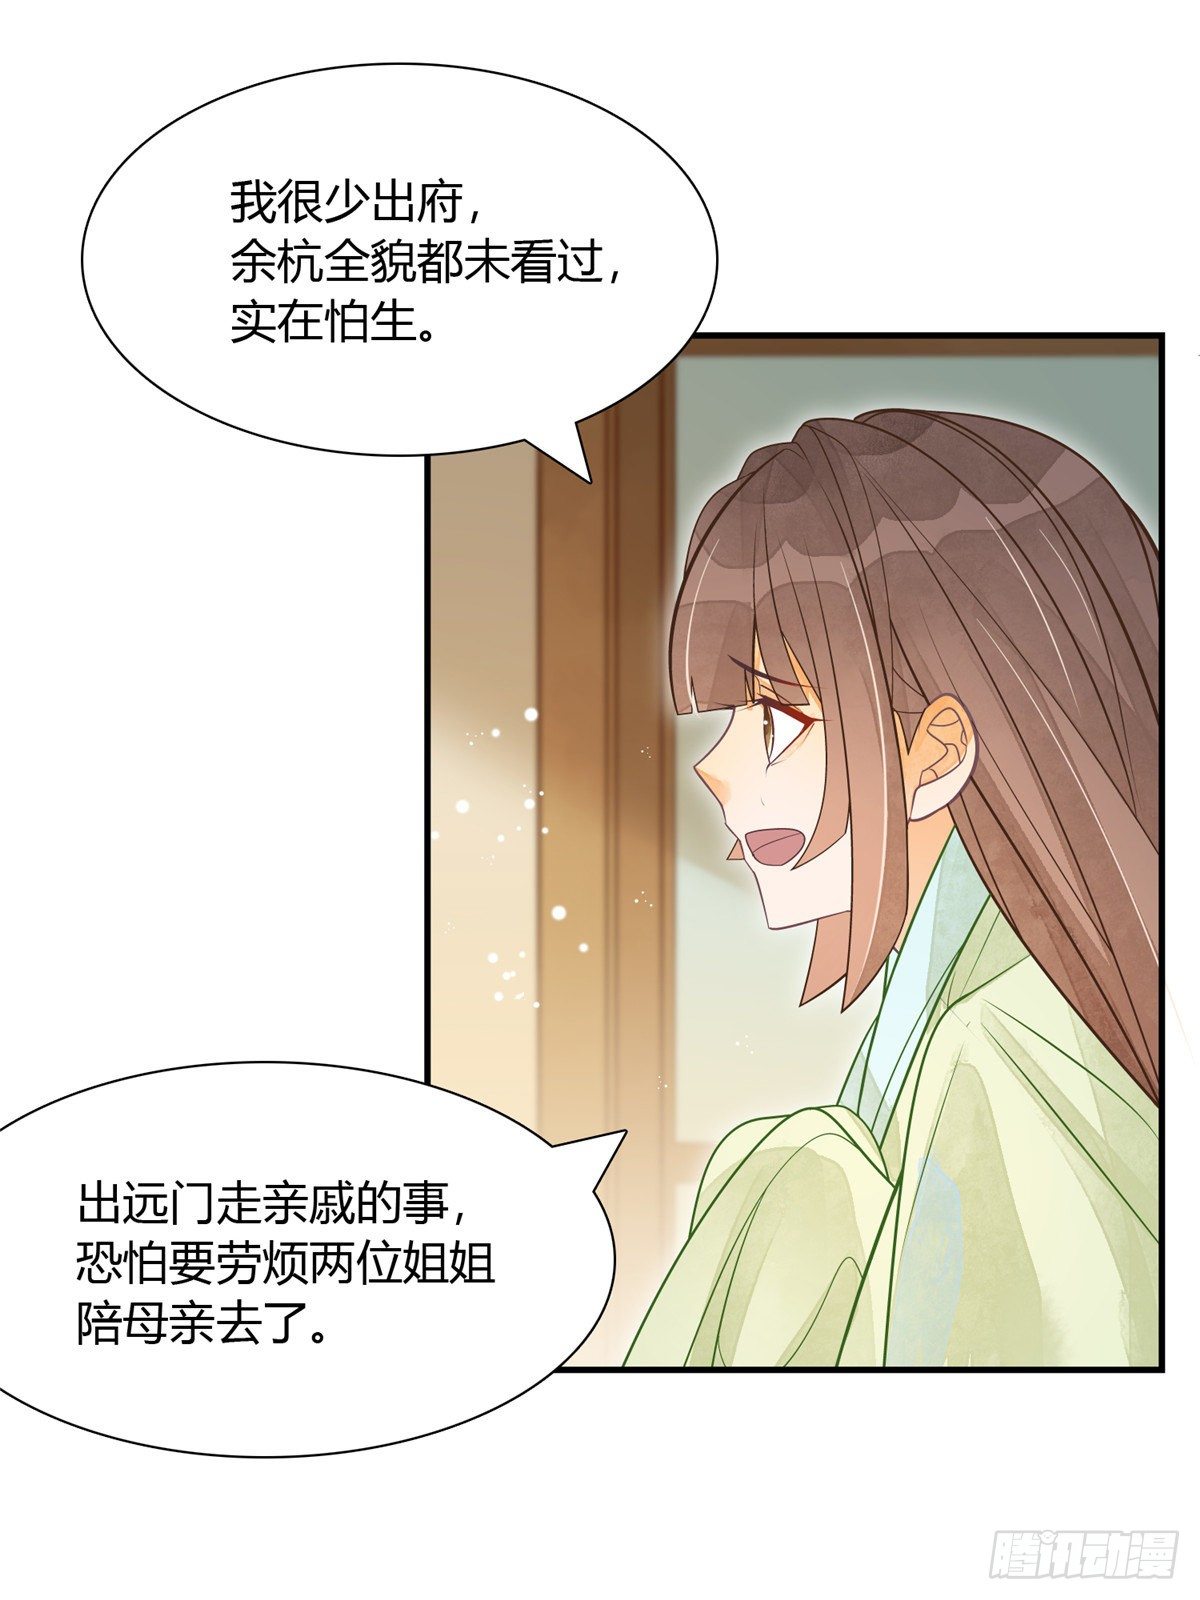 我很少出府，
余杭全貌都未看过，
实在怕生。
出远门走亲戚的事，
恐怕要劳烦两位姐姐
陪母亲去了。
腾讯动漫